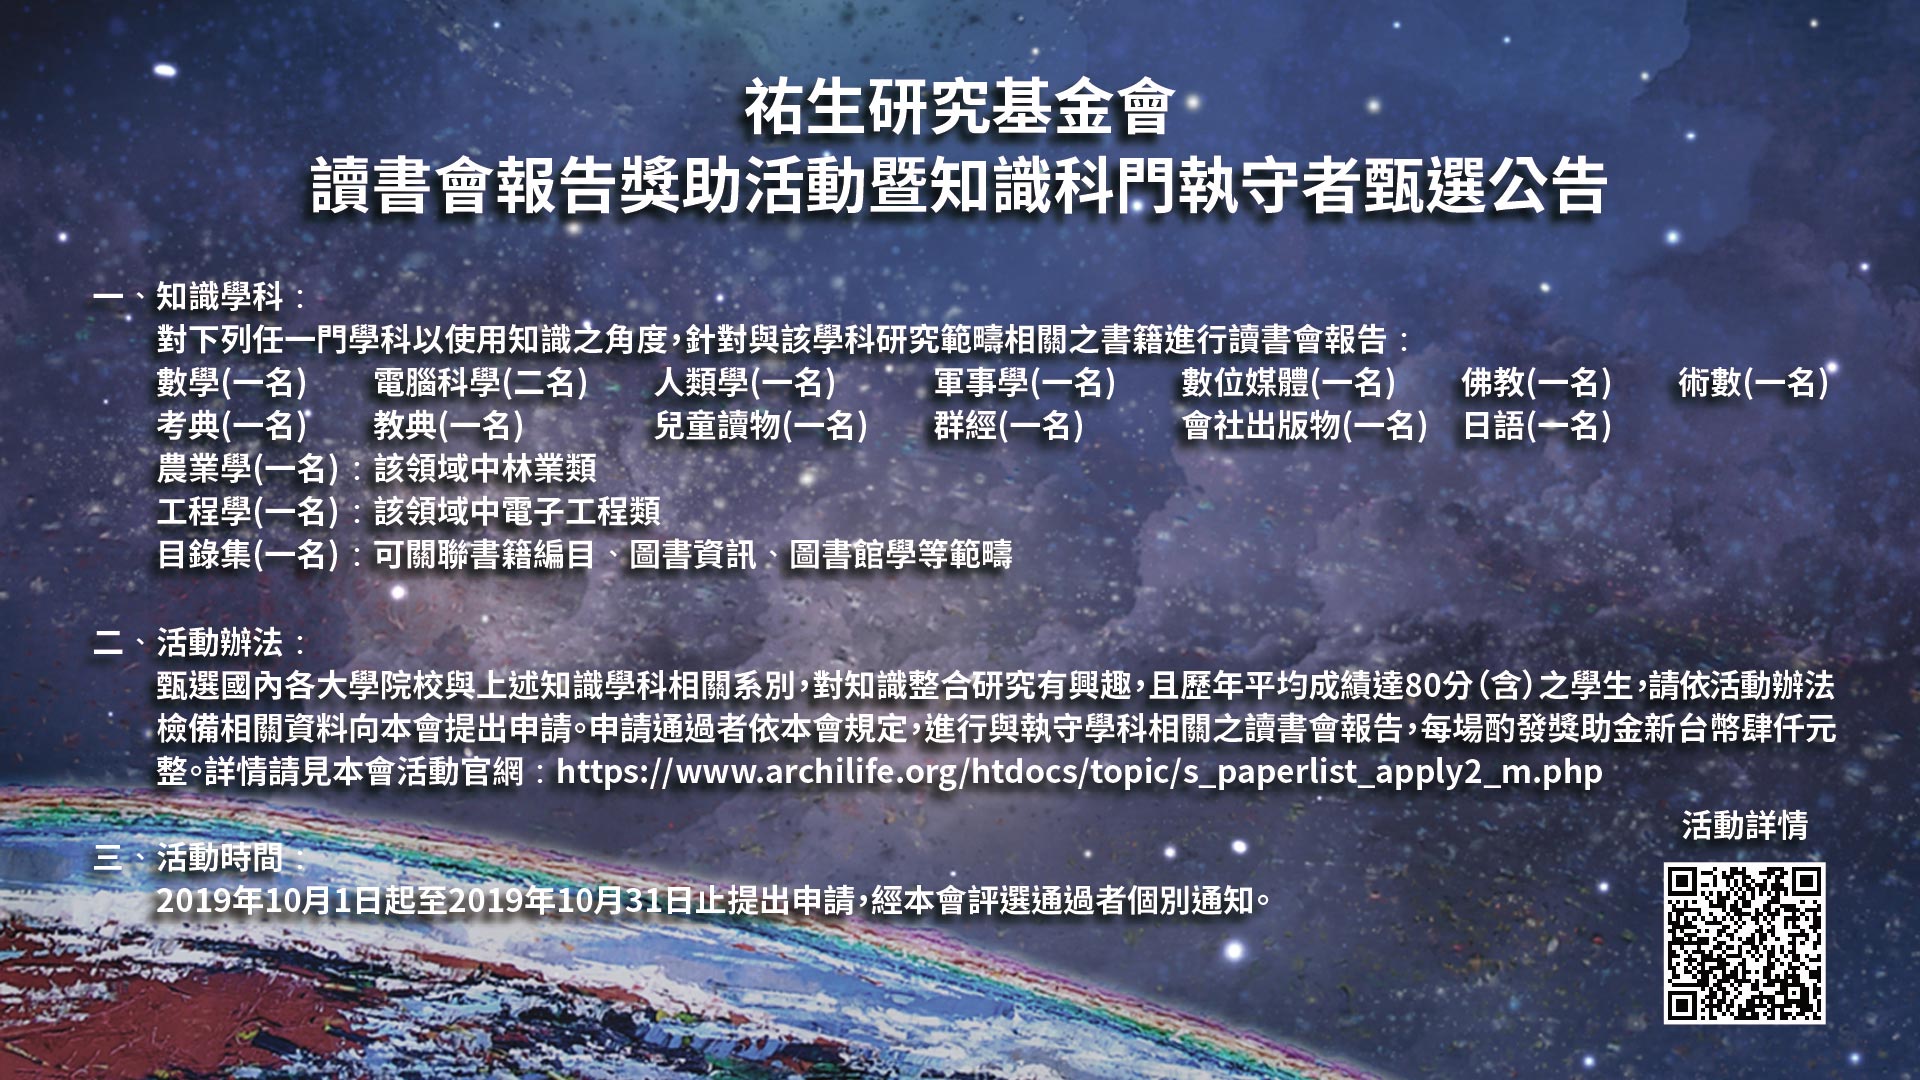 祐生研究基金會
讀書會報告獎助活動暨知識科門執守者甄選公告
一、知識學科：
對下列任一門學科以使用知識之角度，針對與該學科研究範疇相關之書籍進行讀書會報告：
數學(一名) 電腦科學(二名) 人類學(一名) 軍事學(一名) 數位媒體(一名) 佛教(一名) 術數(一名)
考典(一名) 教典(一名) 兒童讀物(一名) 群經(一名) 會社出版物(一名) 日語(一名)
農業學(一名)：該領域中林業類
工程學(一名)：該領域中電子工程類
目錄集(一名)：可關聯書籍編目、圖書資訊、圖書館學等範疇
二、活動辦法：
甄選國內各大學院校與上述知識學科相關系別，對知識整合研究有興趣，且歷年平均成績達80分（含）之學生，請依活動辦法
檢備相關資料向本會提出申請。申請通過者依本會規定，進行與執守學科相關之讀書會報告，每場酌發獎助金新台幣肆仟元
整。詳情請見本會活動官網：https://www.archilife.org/htdocs/topic/s_paperlist_apply2_m.php
活動詳情
三、活動時間：
2019年10月1日起至2019年10月31日止提出申請，經本會評選通過者個別通知。